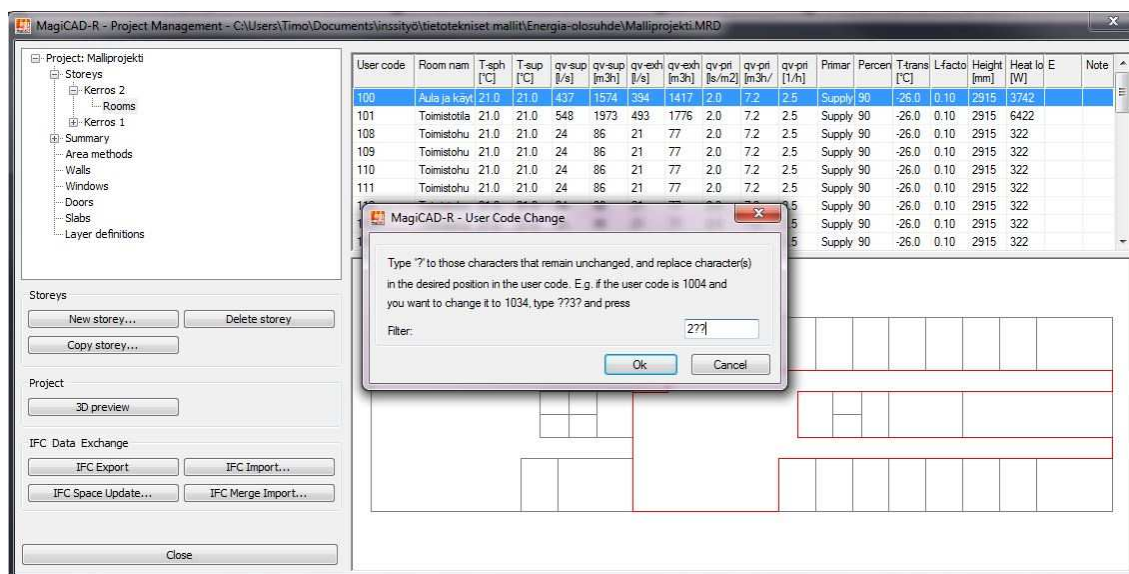 MagiCAD-R - Project Management - C:\Users\Timo\Documents\inssityö\tietotekniset mallit\Energia-olosuhde\Malliprojekti.MRD
Project: Malliprojekti
Storeys
Kerros 2
Rooms
Kerros 1
Summary
Area methods
Walls
Windows
Doors
Slabs
Layer definitions
User code Room nam T-sph [°C] T-sup [°C] qv-sup [l/s] qv-sup [m3h] qv-exh [l/s] qv-exh [m3h] qv-pri [ls/m2] qv-pri [m3h/ qv-pri [1/h] Primar Percen T-trans [°C] L-facto Height [mm] Heat lo [W] E Note
100 Aula ja käyt 21.0 21.0 437 1574 394 1417 2.0 7.2 2.5 Supply 90 -26.0 0.10 2915 3742
101 Toimistotila 21.0 21.0 548 1973 493 1776 2.0 7.2 2.5 Supply 90 -26.0 0.10 2915 6422
108 Toimistohu 21.0 21.0 24 86 21 77 2.0 7.2 2.5 Supply 90 -26.0 0.10 2915 322
109 Toimistohu 21.0 21.0 24 86 21 77 2.0 7.2 2.5 Supply 90 -26.0 0.10 2915 322
110 Toimistohu 21.0 21.0 24 86 21 77 2.0 7.2 2.5 Supply 90 -26.0 0.10 2915 322
111 Toimistohu 21.0 21.0 24 86 21 77 2.0 7.2 2.5 Supply 90 -26.0 0.10 2915 322
Supply 90 -26.0 0.10 2915 322
Supply 90 -26.0 0.10 2915 322
Supply 90 -26.0 0.10 2915 322
MagiCAD-R - User Code Change
Type '?' to those characters that remain unchanged, and replace character(s)
in the desired position in the user code. E.g. if the user code is 1004 and
you want to change it to 1034, type ??3? and press
Filter: 2??
Ok Cancel
Storeys
New storey... Delete storey
Copy storey...
Project
3D preview
IFC Data Exchange
IFC Export IFC Import...
IFC Space Update... IFC Merge Import...
Close